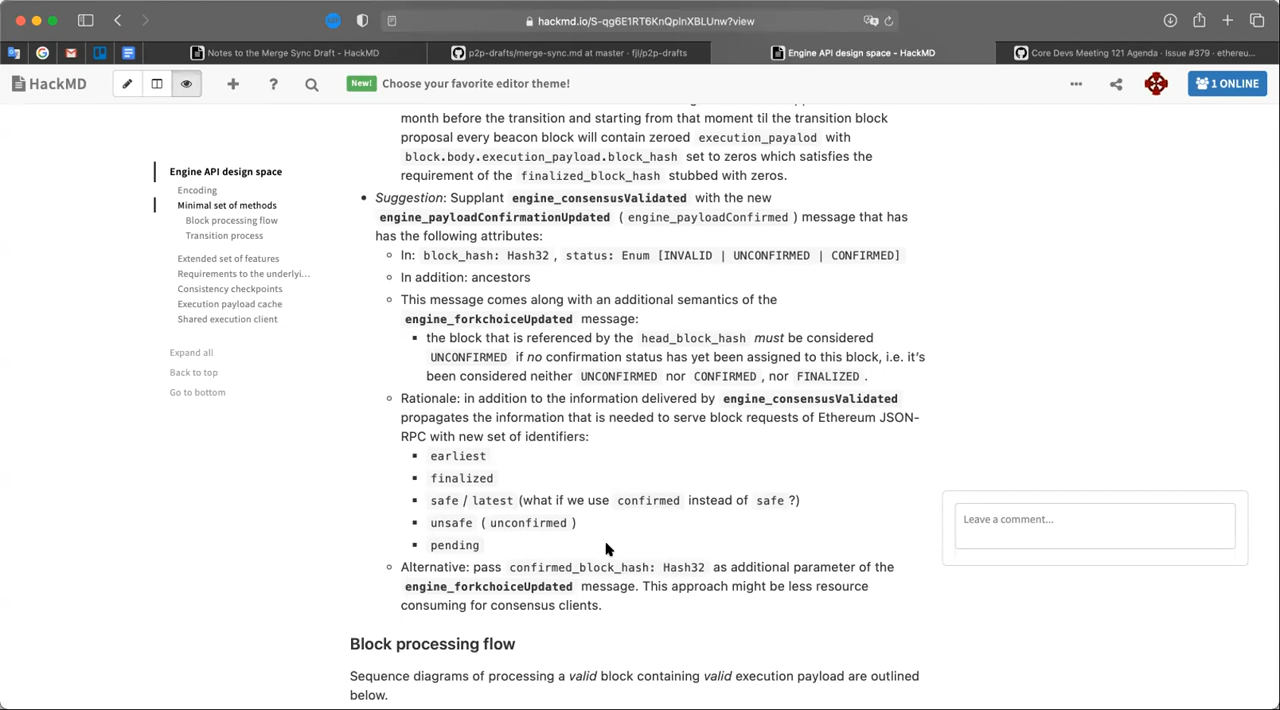 hackmd.io/S-qg6E1RT6KnQpInXBLUnw?view
Notes to the Merge Sync Draft - HackMD
p2p-drafts/merge-sync.md at master · fjl/p2p-drafts
Engine API design space - HackMD
Core Devs Meeting 121 Agenda · Issue #379 · ethereu...
HackMD
New! Choose your favorite editor theme!
1 ONLINE
Engine API design space
Encoding
Minimal set of methods
Block processing flow
Transition process
Extended set of features
Requirements to the underlyi...
Consistency checkpoints
Execution payload cache
Shared execution client
Expand all
Back to top
Go to bottom
month before the transition and starting from that moment til the transition block
proposal every beacon block will contain zeroed execution_payalod with
block.body.execution_payload.block_hash set to zeros which satisfies the
requirement of the finalized_block_hash stubbed with zeros.
Suggestion: Supplant engine_consensusValidated with the new
engine_payloadConfirmationUpdated ( engine_payloadConfirmed ) message that has
has the following attributes:
In: block_hash: Hash32 , status: Enum [INVALID | UNCONFIRMED | CONFIRMED]
In addition: ancestors
This message comes along with an additional semantics of the
engine_forkchoiceUpdated message:
the block that is referenced by the head_block_hash must be considered
UNCONFIRMED if no confirmation status has yet been assigned to this block, i.e. it's
been considered neither UNCONFIRMED nor CONFIRMED , nor FINALIZED .
Rationale: in addition to the information delivered by engine_consensusValidated
propagates the information that is needed to serve block requests of Ethereum JSON-
RPC with new set of identifiers:
earliest
finalized
safe / latest (what if we use confirmed instead of safe ?)
unsafe ( unconfirmed )
pending
Alternative: pass confirmed_block_hash: Hash32 as additional parameter of the
engine_forkchoiceUpdated message. This approach might be less resource
consuming for consensus clients.
Leave a comment...
Block processing flow
Sequence diagrams of processing a valid block containing valid execution payload are outlined
below.